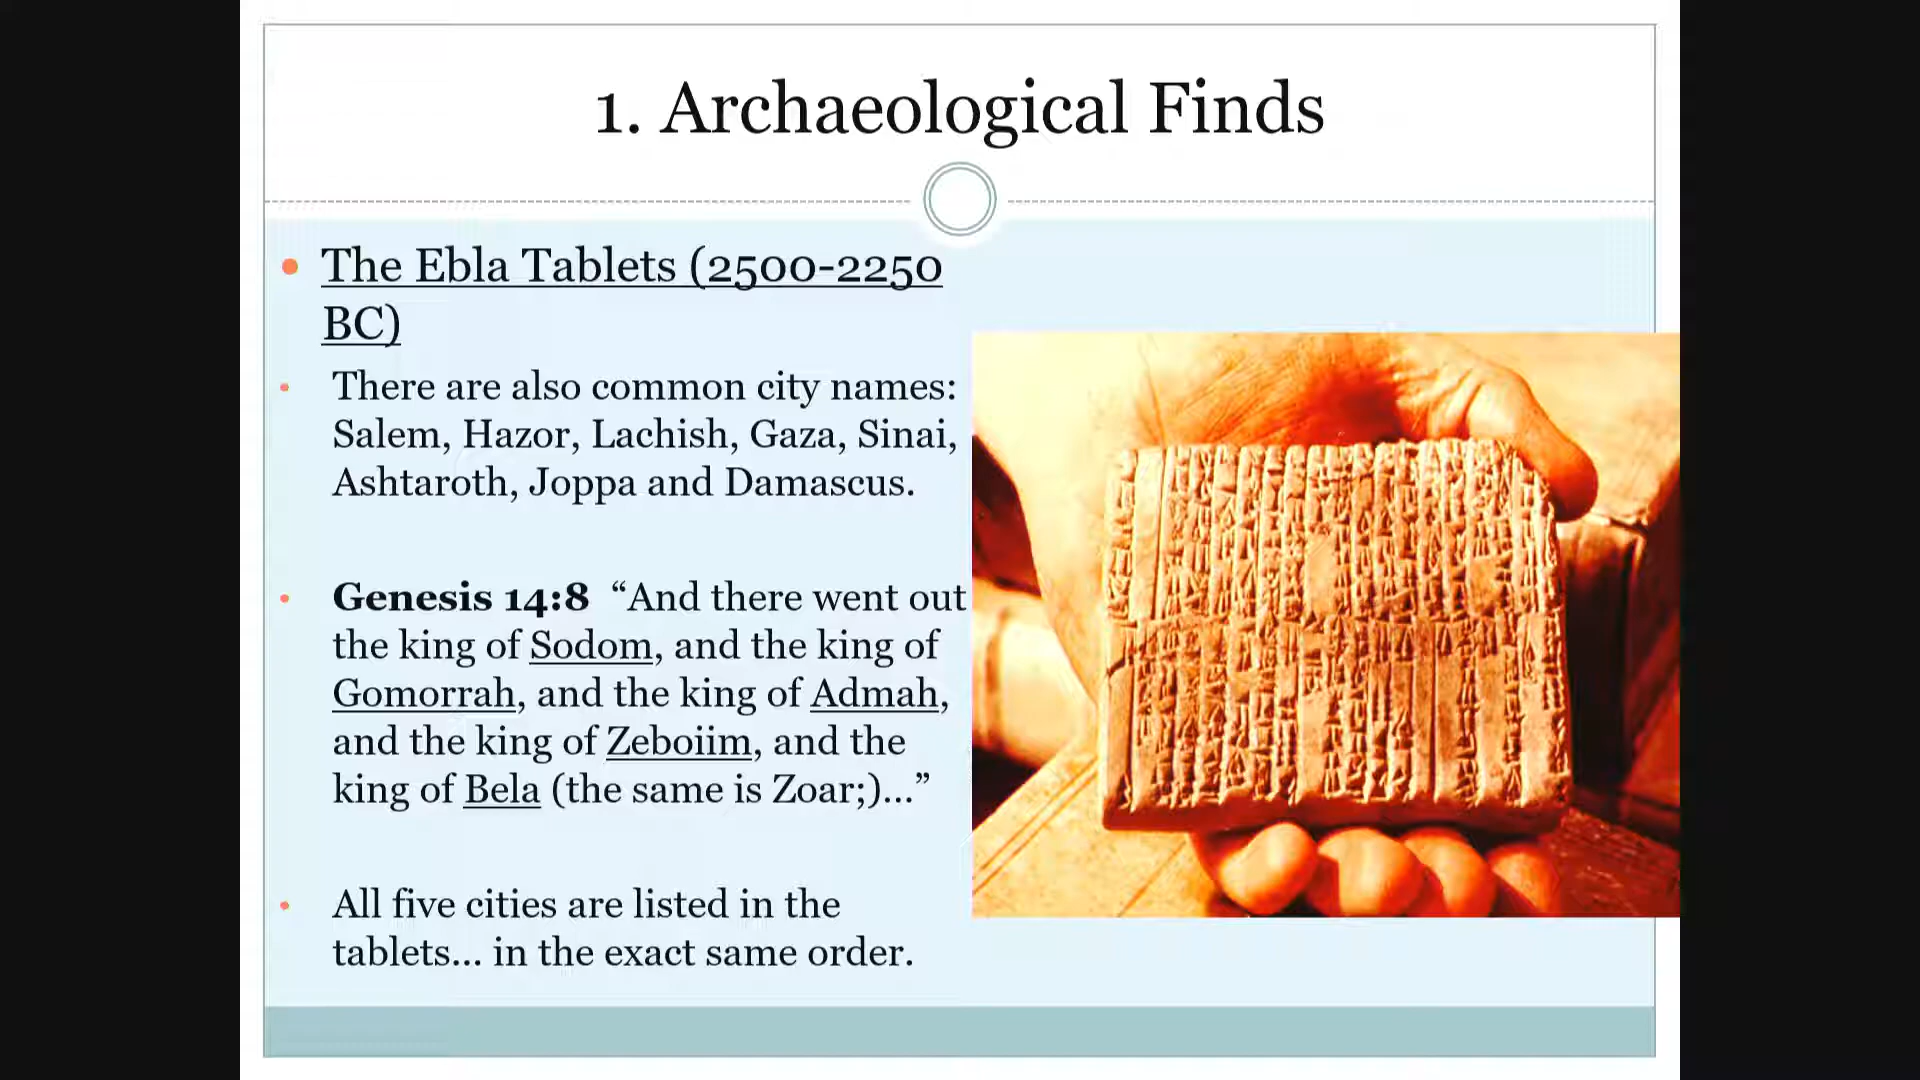 1. Archaeological Finds
The Ebla Tablets (2500-2250
BC)
There are also common city names:
Salem, Hazor, Lachish, Gaza, Sinai,
Ashtaroth, Joppa and Damascus.
Genesis 14:8 “And there went out
the king of Sodom, and the king of
Gomorrah, and the king of Admah,
and the king of Zeboiim, and the
king of Bela (the same is Zoar;)...”
All five cities are listed in the
tablets... in the exact same order.